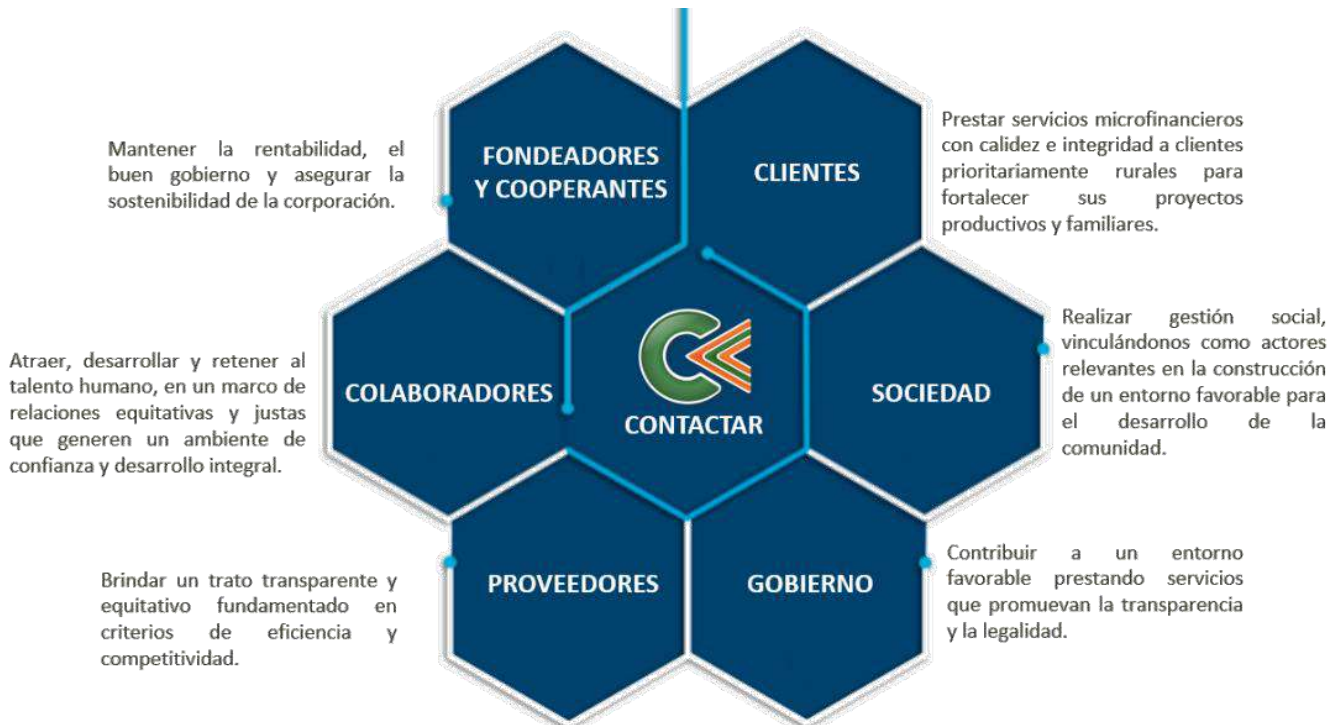 Mantener la rentabilidad, el
buen gobierno y asegurar la
sostenibilidad de la corporación.
FONDEADORES
Y COOPERANTES
CLIENTES
Prestar servicios microfinancieros
con calidez e integridad a clientes
prioritariamente rurales para
fortalecer sus proyectos
productivos y familiares.
Atraer, desarrollar y retener al
talento humano, en un marco de
relaciones equitativas y justas
que generen un ambiente de
confianza y desarrollo integral.
COLABORADORES
CONTACTAR
SOCIEDAD
Realizar gestión social,
vinculándonos como actores
relevantes en la construcción
de un entorno favorable para
el desarrollo de la
comunidad.
Brindar un trato transparente y
equitativo fundamentado en
criterios de eficiencia y
competitividad.
PROVEEDORES
GOBIERNO
Contribuir a un entorno
favorable prestando servicios
que promuevan la transparencia
y la legalidad.